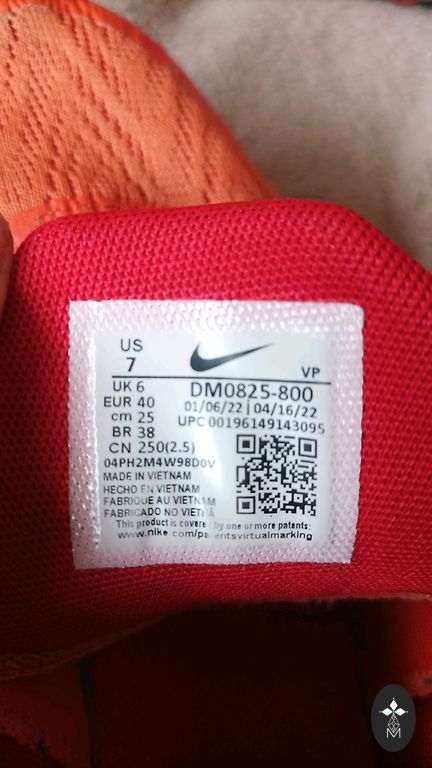 US
7
VP
UK 6
EUR 40
cm 25
BR 38
CN 250(2.5)
DM0825-800
01/06/22 | 04/16/22
UPC 00196149143095
04PH2M4W98D0V
MADE IN VIETNAM
HECHO EN VIETNAM
FABRIQUE AU VIETNAM
FABRICADO NO VIETNÃ
This product is covered by one or more patents:
www.nike.com/patentsvirtualmarking
M